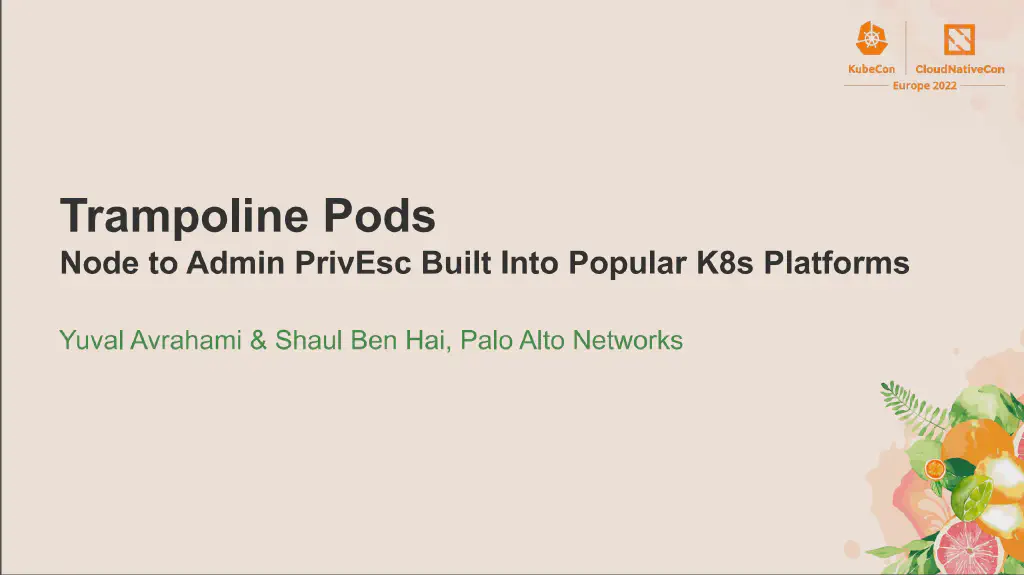 KubeCon
CloudNativeCon
Europe 2022
Trampoline Pods
Node to Admin PrivEsc Built Into Popular K8s Platforms
Yuval Avrahami & Shaul Ben Hai, Palo Alto Networks